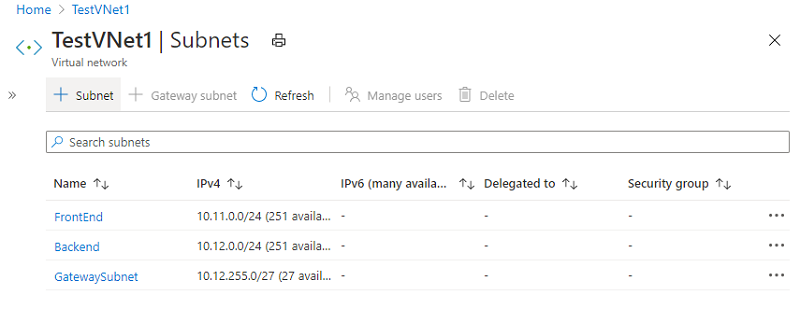 Home > TestVNet1
TestVNet1 | Subnets
Virtual network
+ Subnet + Gateway subnet Refresh Manage users Delete
Search subnets
Name ↑↓ IPv4 ↑↓ IPv6 (many availa... ↑↓ Delegated to ↑↓ Security group ↑↓
FrontEnd 10.11.0.0/24 (251 availa... - - - ...
Backend 10.12.0.0/24 (251 availa... - - - ...
GatewaySubnet 10.12.255.0/27 (27 avail... - - - ...